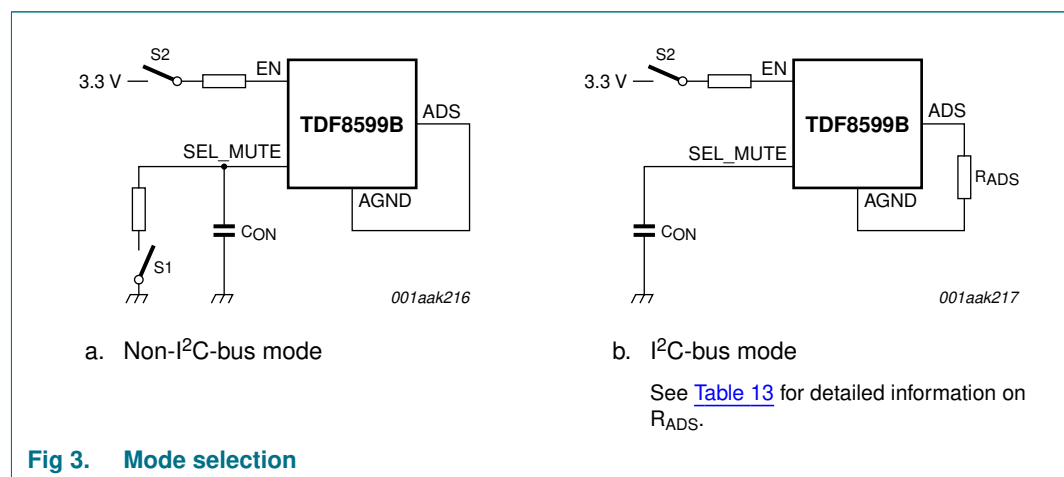 S2
3.3 V
EN
TDF8599B
ADS
SEL_MUTE
AGND
CON
S1
001aak216
a. Non-I2C-bus mode
S2
3.3 V
EN
TDF8599B
ADS
SEL_MUTE
RADS
AGND
CON
001aak217
b. I2C-bus mode
See Table 13 for detailed information on
RADS.
Fig 3. Mode selection